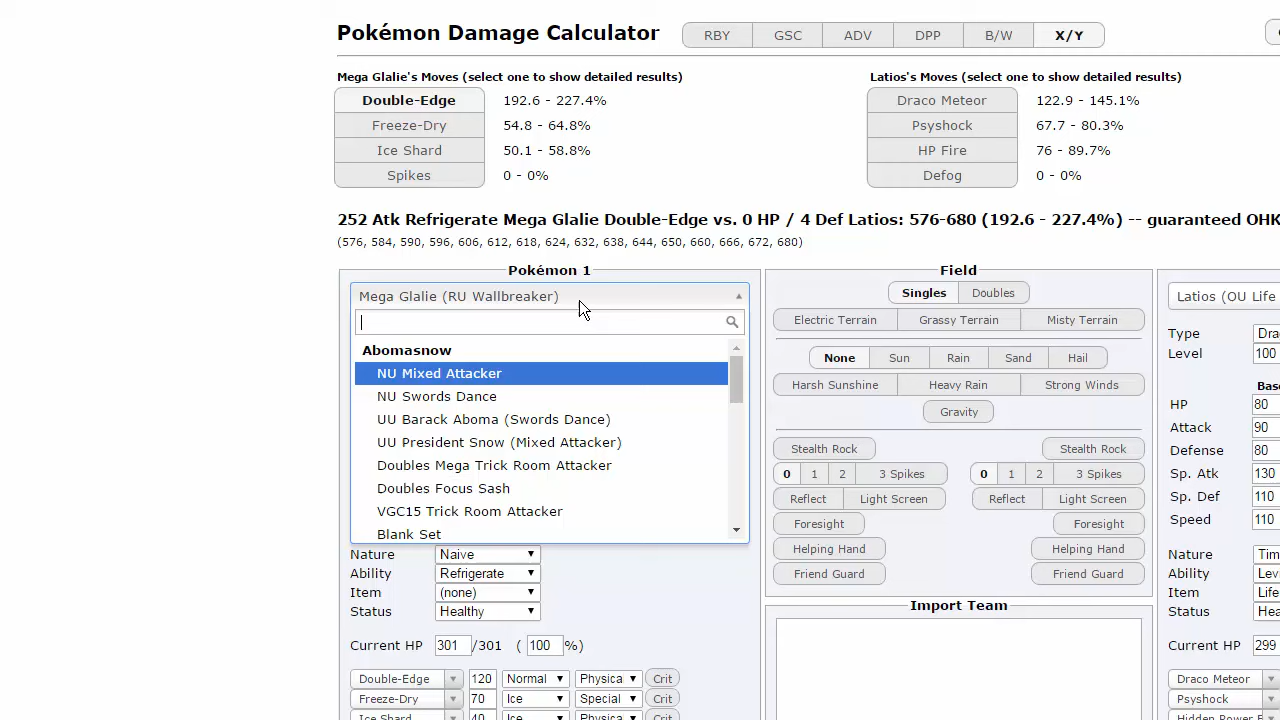 Pokémon Damage Calculator RBY GSC ADV DPP B/W X/Y
Mega Glalie's Moves (select one to show detailed results)
Double-Edge 192.6 - 227.4%
Freeze-Dry 54.8 - 64.8%
Ice Shard 50.1 - 58.8%
Spikes 0 - 0%
Latios's Moves (select one to show detailed results)
Draco Meteor 122.9 - 145.1%
Psyshock 67.7 - 80.3%
HP Fire 76 - 89.7%
Defog 0 - 0%
252 Atk Refrigerate Mega Glalie Double-Edge vs. 0 HP / 4 Def Latios: 576-680 (192.6 - 227.4%) -- guaranteed OHK
(576, 584, 590, 596, 606, 612, 618, 624, 632, 638, 644, 650, 660, 666, 672, 680)
Pokémon 1
Mega Glalie (RU Wallbreaker)
Abomasnow
NU Mixed Attacker
NU Swords Dance
UU Barack Aboma (Swords Dance)
UU President Snow (Mixed Attacker)
Doubles Mega Trick Room Attacker
Doubles Focus Sash
VGC15 Trick Room Attacker
Blank Set
Nature Naive
Ability Refrigerate
Item (none)
Status Healthy
Current HP 301 /301 ( 100 %)
Double-Edge 120 Normal Physica Crit
Freeze-Dry 70 Ice Special Crit
Ice Shard 40 Ice Physica Crit
Field
Singles Doubles
Electric Terrain Grassy Terrain Misty Terrain
None Sun Rain Sand Hail
Harsh Sunshine Heavy Rain Strong Winds
Gravity
Stealth Rock Stealth Rock
0 1 2 3 Spikes 0 1 2 3 Spikes
Reflect Light Screen Reflect Light Screen
Foresight Foresight
Helping Hand Helping Hand
Friend Guard Friend Guard
Import Team
Latios (OU Life
Type Dra
Level 100
Base
HP 80
Attack 90
Defense 80
Sp. Atk 130
Sp. Def 110
Speed 110
Nature Tim
Ability Lev
Item Life
Status Hea
Current HP 299
Draco Meteor
Psyshock